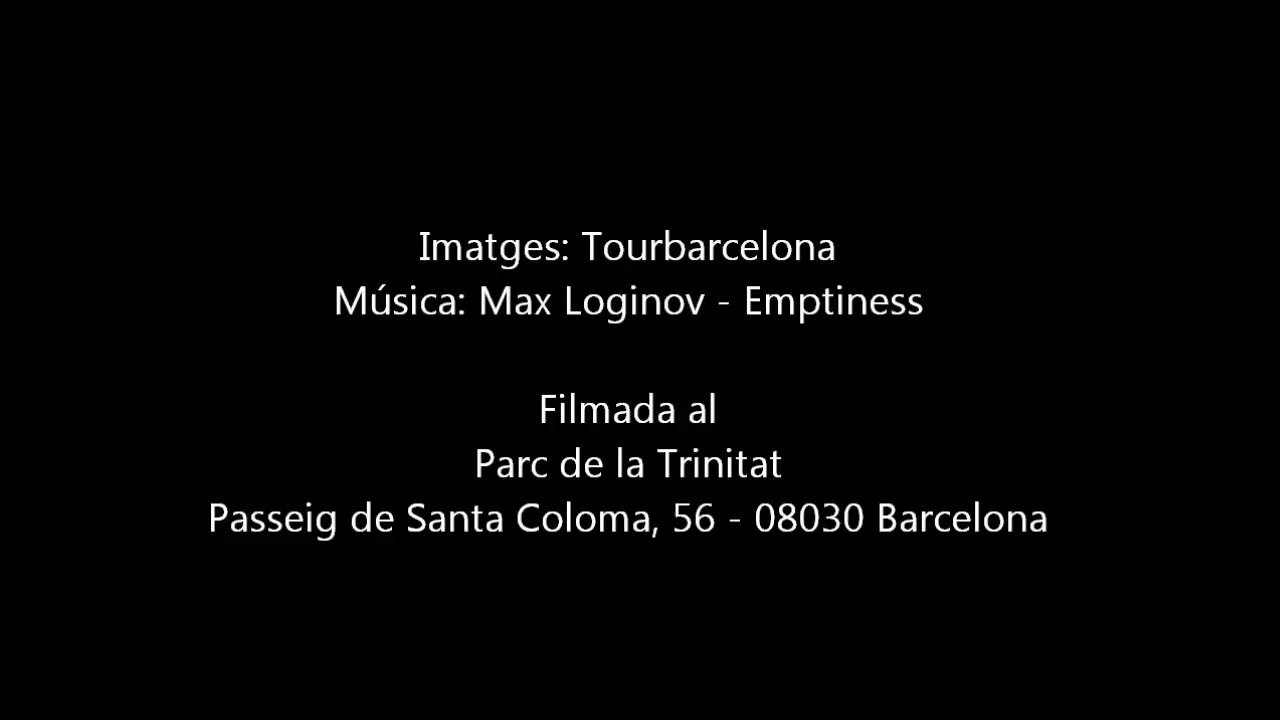 Imatges: Tourbarcelona
Música: Max Loginov - Emptiness
Filmada al
Parc de la Trinitat
Passeig de Santa Coloma, 56 - 08030 Barcelona